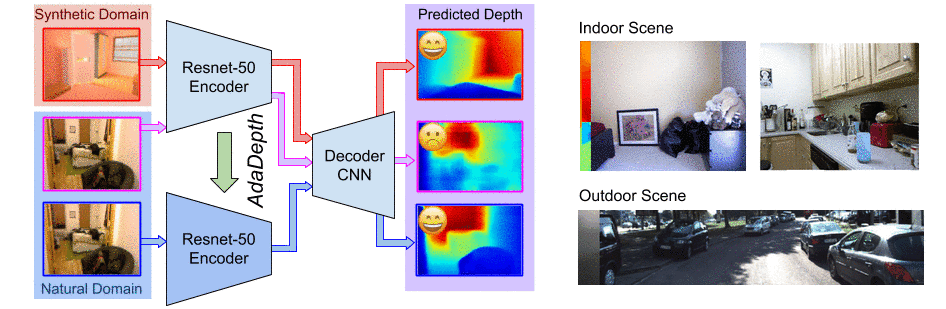 Synthetic Domain
Resnet-50
Encoder
AdaDepth
Resnet-50
Encoder
Natural Domain
Decoder
CNN
Predicted Depth
Indoor Scene
Outdoor Scene